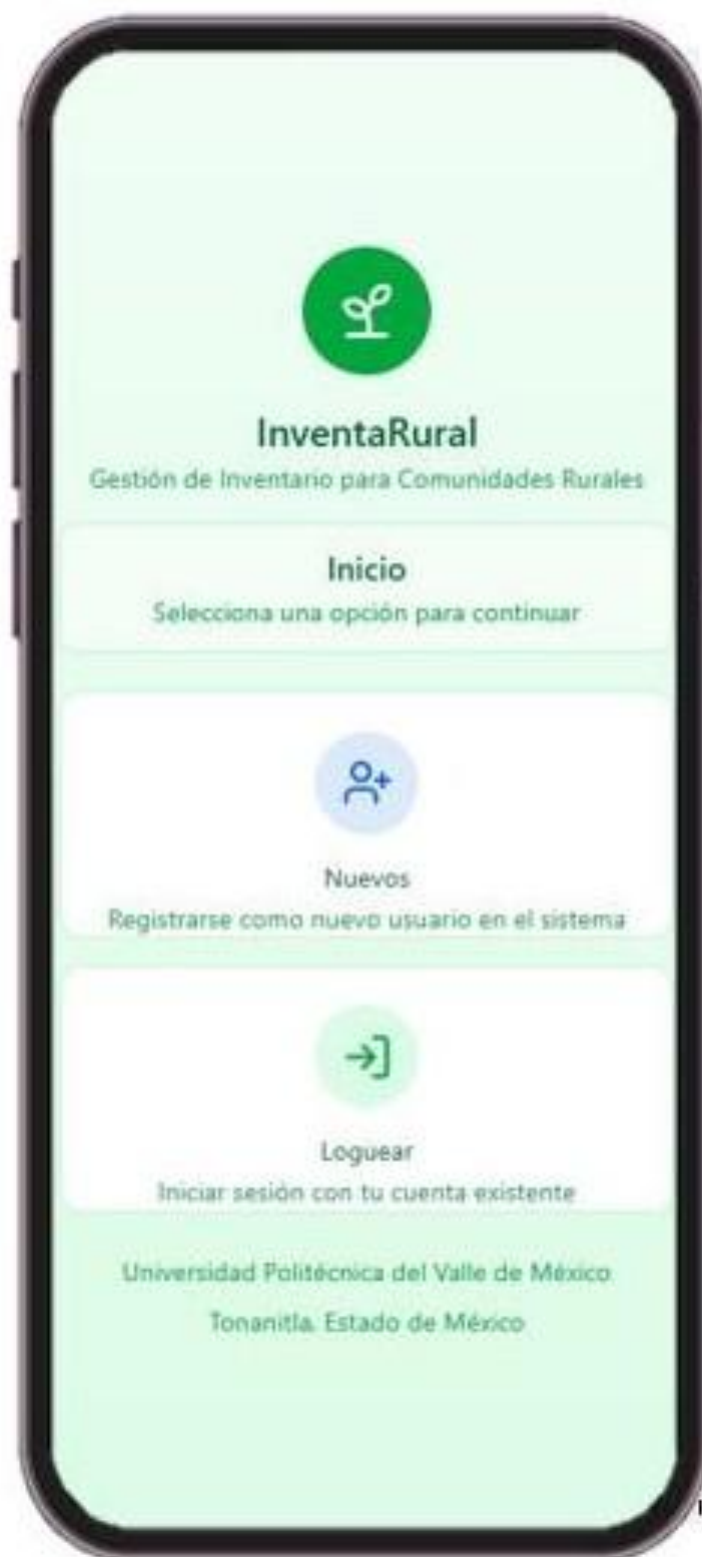 InventaRural
Gestión de Inventario para Comunidades Rurales
Inicio
Selecciona una opción para continuar
Nuevos
Registrarse como nuevo usuario en el sistema
Loguear
Iniciar sesión con tu cuenta existente
Universidad Politécnica del Valle de México
Tonanitla, Estado de México